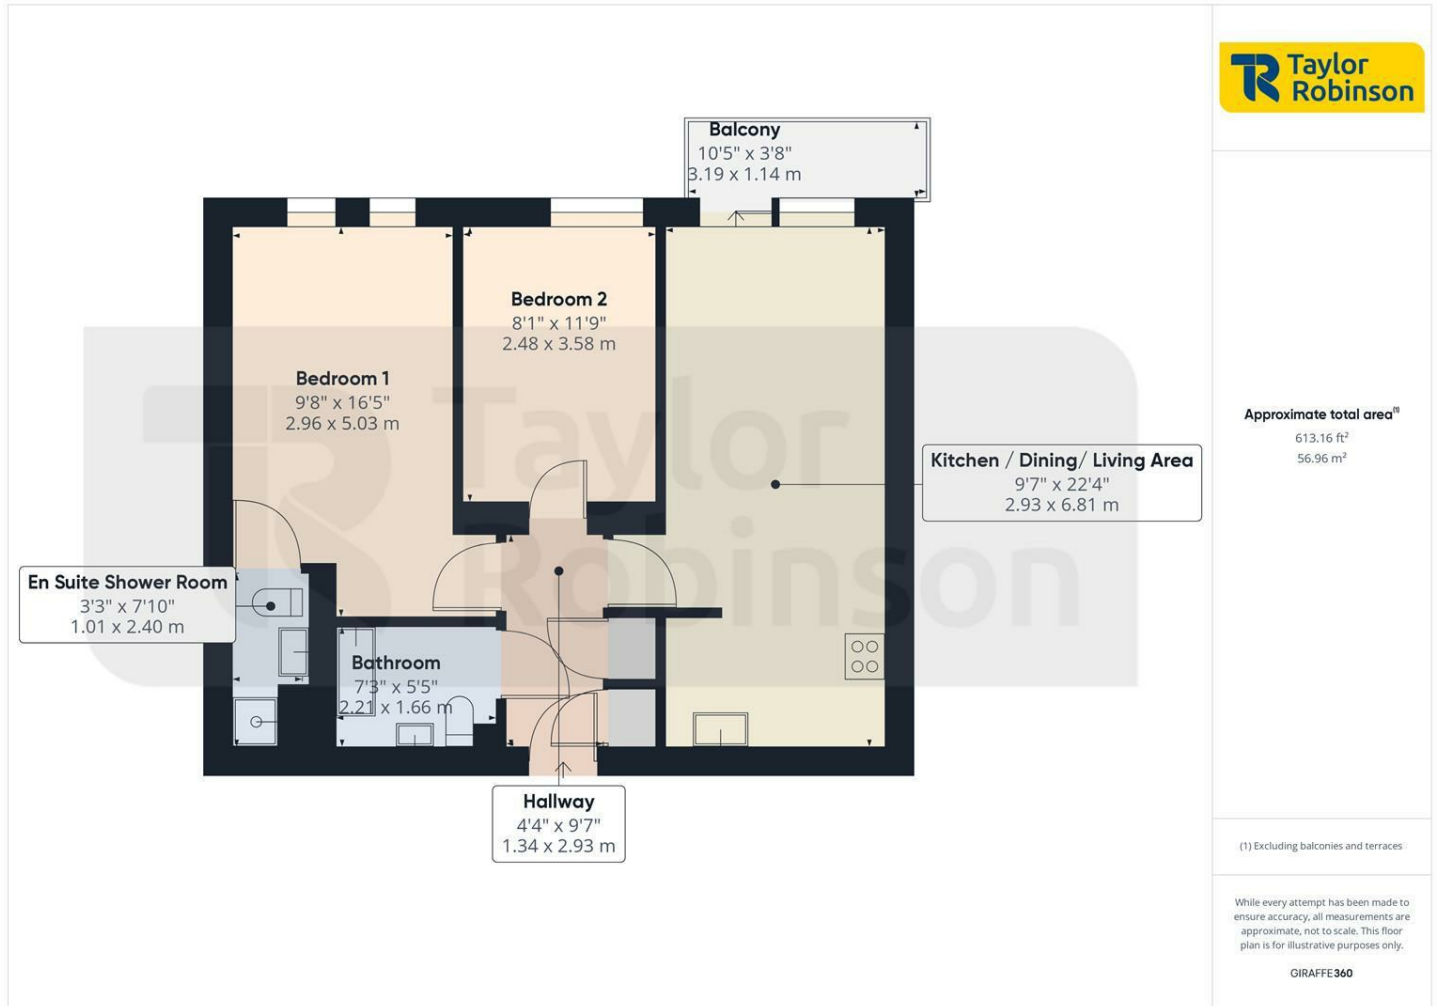 Taylor
Robinson
Balcony
10'5" x 3'8"
3.19 x 1.14 m
Bedroom 2
8'1" x 11'9"
2.48 x 3.58 m
Bedroom 1
9'8" x 16'5"
2.96 x 5.03 m
Taylor
Robinson
Kitchen / Dining/ Living Area
9'7" x 22'4"
2.93 x 6.81 m
En Suite Shower Room
3'3" x 7'10"
1.01 x 2.40 m
Bathroom
7'3" x 5'5"
2.21 x 1.66 m
Hallway
4'4" x 9'7"
1.34 x 2.93 m
Approximate total area⁽¹⁾
613.16 ft²
56.96 m²
(1) Excluding balconies and terraces
While every attempt has been made to
ensure accuracy, all measurements are
approximate, not to scale. This floor
plan is for illustrative purposes only.
GIRAFFE360